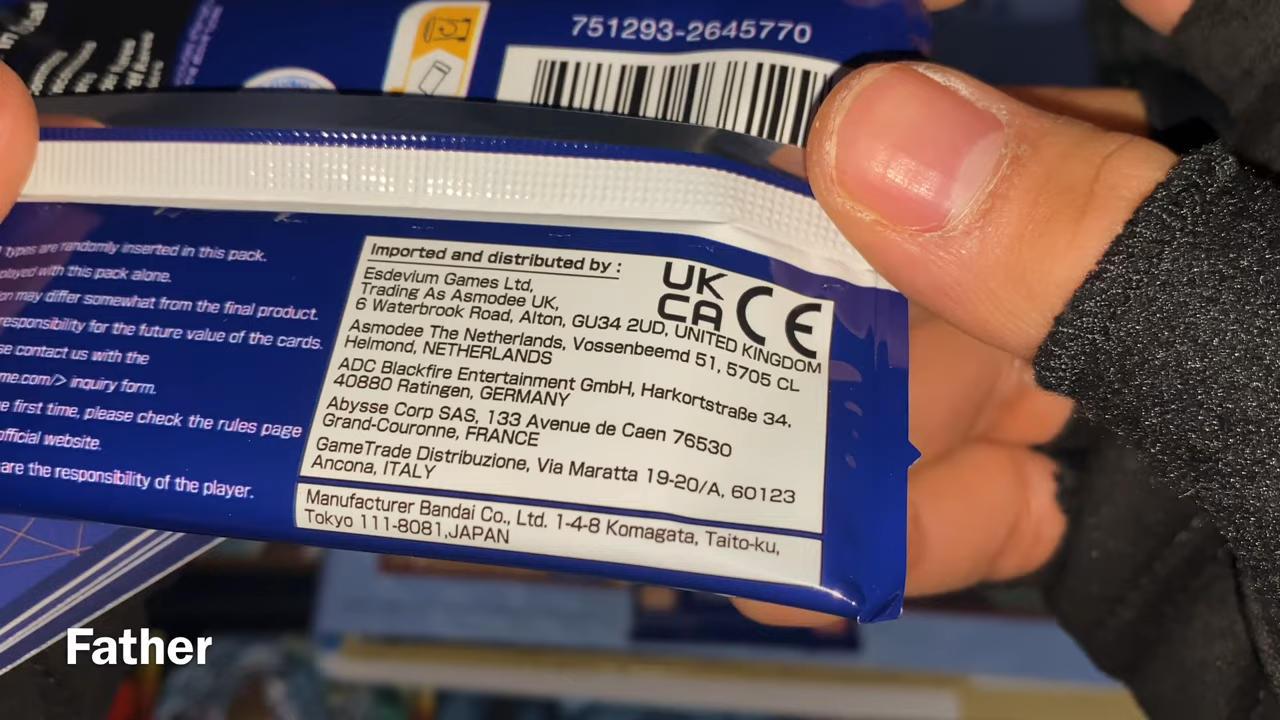 751293-2645770
types are randomly inserted in this pack.
played with this pack alone.
may differ somewhat from the final product.
responsibility for the future value of the cards.
contact us with the
me.com/> inquiry form.
first time, please check the rules page
official website.
are the responsibility of the player.
Imported and distributed by :
UK
CA CE
Esdevium Games Ltd,
Trading As Asmodee UK,
6 Waterbrook Road, Alton, GU34 2UD, UNITED KINGDOM
Asmodee The Netherlands, Vossenbeemd 51, 5705 CL
Helmond, NETHERLANDS
ADC Blackfire Entertainment GmbH, Harkortstraße 34,
40880 Ratingen, GERMANY
Abysse Corp SAS, 133 Avenue de Caen 76530
Grand-Couronne, FRANCE
GameTrade Distribuzione, Via Maratta 19-20/A, 60123
Ancona, ITALY
Manufacturer Bandai Co., Ltd. 1-4-8 Komagata, Taito-ku,
Tokyo 111-8081,JAPAN
Father